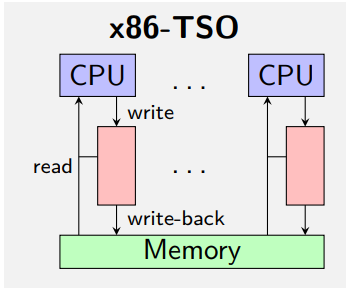 x86-TSO
CPU ... CPU
write
read ...
write-back
Memory